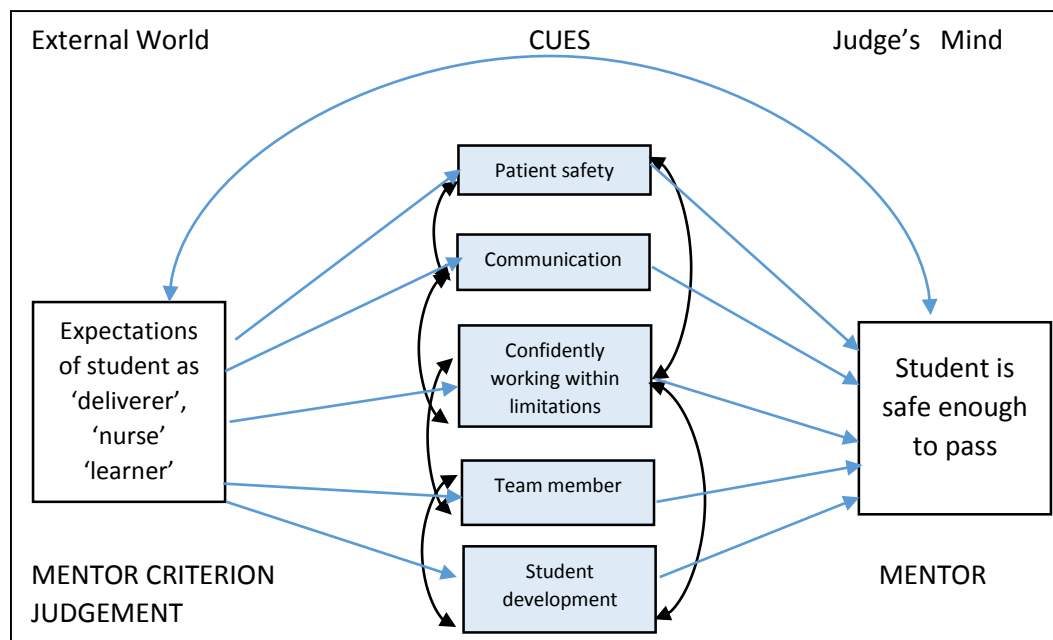 External World
CUES
Judge's Mind
Patient safety
Communication
Expectations
of student as
‘deliverer’,
‘nurse’
‘learner’
Confidently
working within
limitations
Student is
safe enough
to pass
Team member
Student
development
MENTOR CRITERION
JUDGEMENT
MENTOR